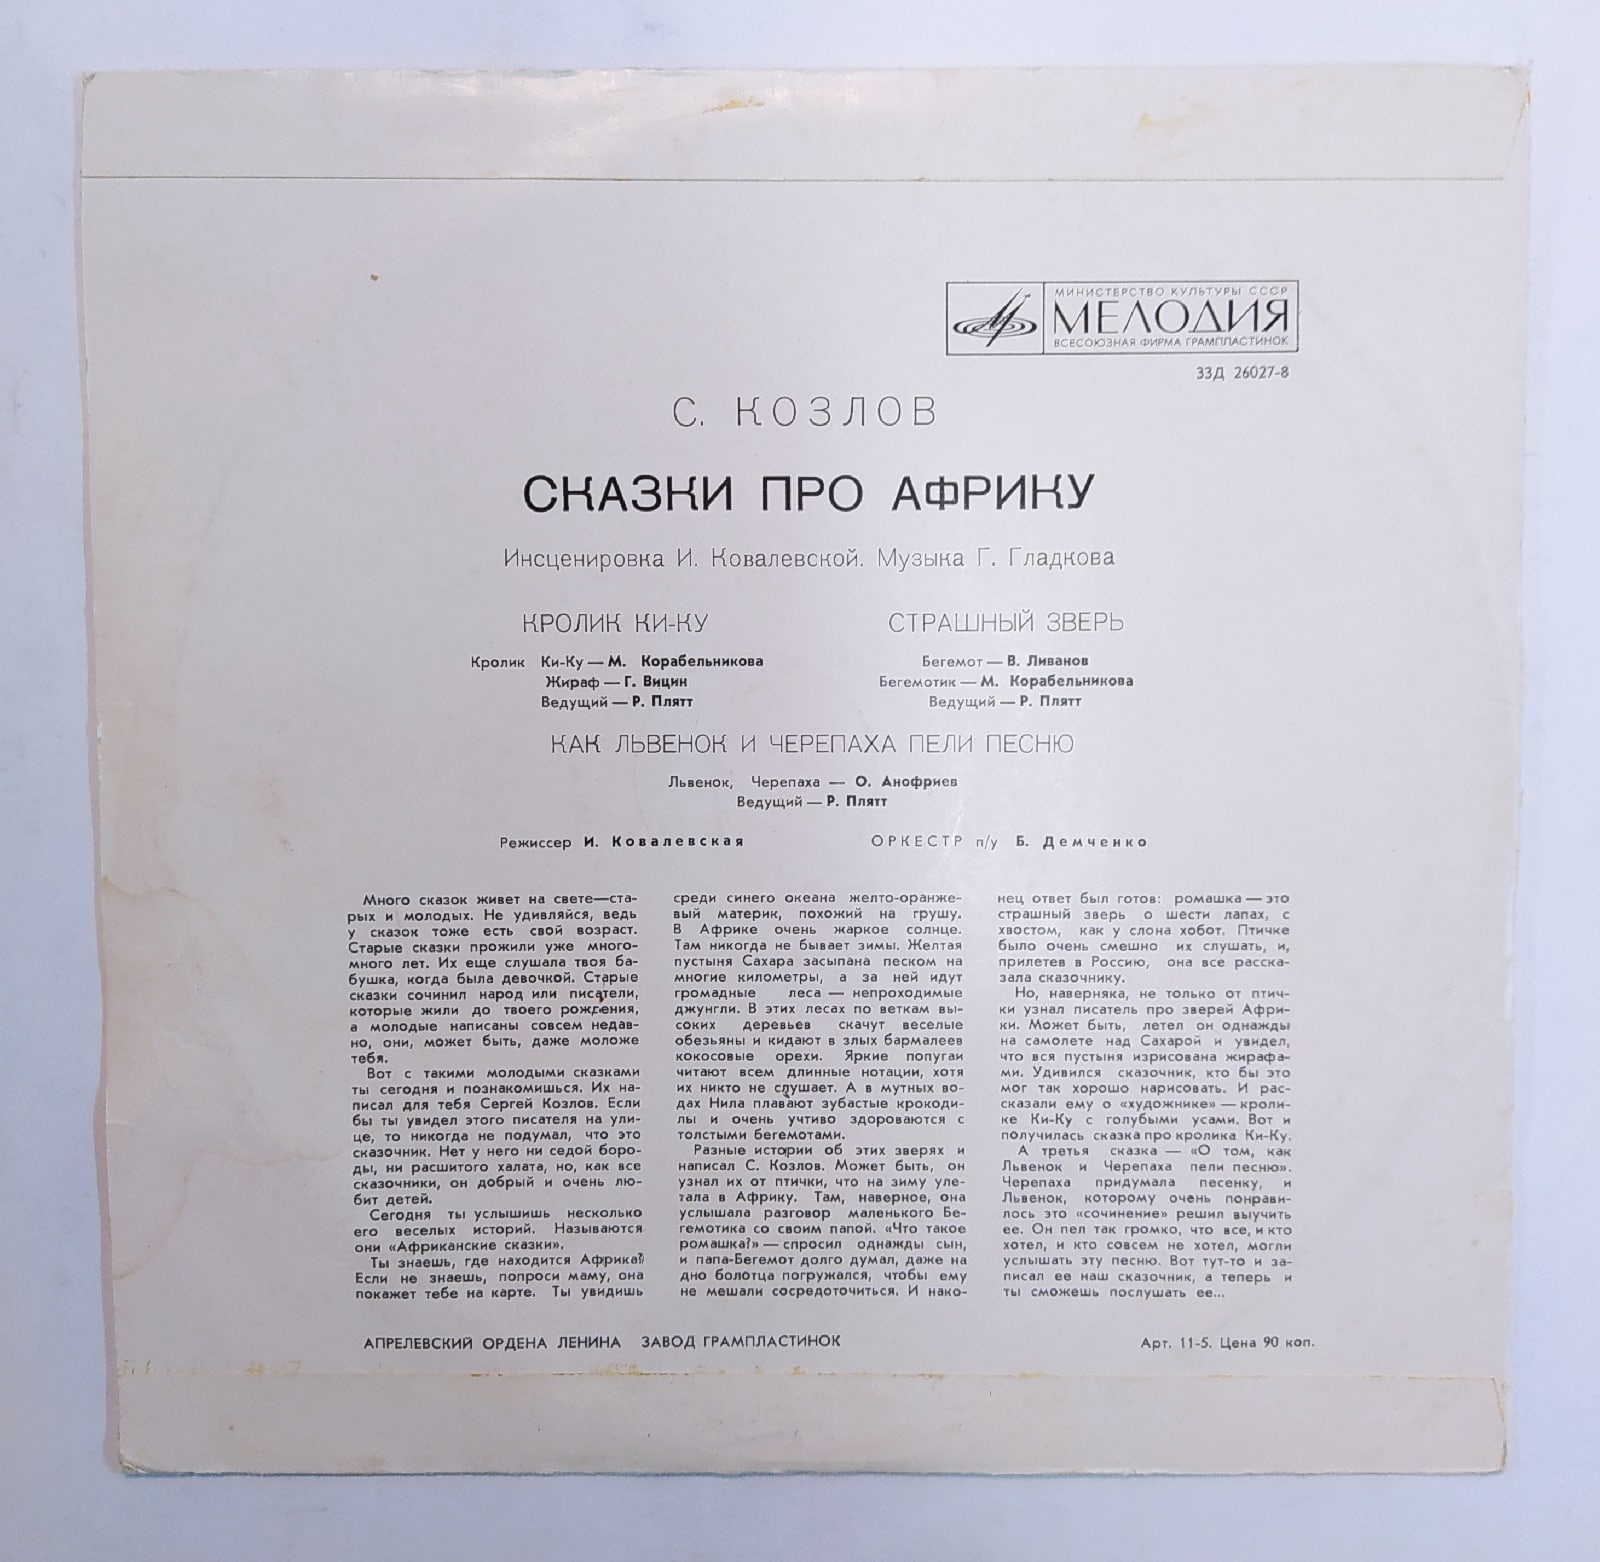 МИНИСТЕРСТВО КУЛЬТУРЫ СССР
МЕЛОДИЯ
ВСЕСОЮЗНАЯ ФИРМА ГРАМПЛАСТИНОК
33Д 26027-8
С. КОЗЛОВ
СКАЗКИ ПРО АФРИКУ
Инсценировка И. Ковалевской. Музыка Г. Гладкова
КРОЛИК КИ-КУ
Кролик Ки-Ку — М. Корабельникова
Жираф — Г. Вицин
Ведущий — Р. Плятт
СТРАШНЫЙ ЗВЕРЬ
Бегемот — В. Ливанов
Бегемотик — М. Корабельникова
Ведущий — Р. Плятт
КАК ЛЬВЕНОК И ЧЕРЕПАХА ПЕЛИ ПЕСНЮ
Львенок, Черепаха — О. Анофриев
Ведущий — Р. Плятт
Режиссер И. Ковалевская
ОРКЕСТР п/у Б. Демченко
Много сказок живет на свете—ста-
рых и молодых. Не удивляйся, ведь
у сказок тоже есть свой возраст.
Старые сказки прожили уже много-
много лет. Их еще слушала твоя ба-
бушка, когда была девочкой. Старые
сказки сочинил народ или писатели,
которые жили до твоего рождения,
а молодые написаны совсем недав-
но, они, может быть, даже моложе
тебя.
Вот с такими молодыми сказками
ты сегодня и познакомишься. Их на-
писал для тебя Сергей Козлов. Если
бы ты увидел этого писателя на ули-
це, то никогда не подумал, что это
сказочник. Нет у него ни седой боро-
ды, ни расшитого халата, но, как все
сказочники, он добрый и очень лю-
бит детей.
Сегодня ты услышишь несколько
его веселых историй. Называются
они «Африканские сказки».
Ты знаешь, где находится Африка?
Если не знаешь, попроси маму, она
покажет тебе на карте. Ты увидишь
среди синего океана желто-оранже-
вый материк, похожий на грушу.
В Африке очень жаркое солнце.
Там никогда не бывает зимы. Желтая
пустыня Сахара засыпана песком на
многие километры, а за ней идут
громадные леса — непроходимые
джунгли. В этих лесах по веткам вы-
соких деревьев скачут веселые
обезьяны и кидают в злых бармалеев
кокосовые орехи. Яркие попугаи
читают всем длинные нотации, хотя
их никто не слушает. А в мутных во-
дах Нила плавают зубастые крокоди-
лы и очень учтиво здороваются с
толстыми бегемотами.
Разные истории об этих зверях и
написал С. Козлов. Может быть, он
узнал их от птички, что на зиму уле-
тала в Африку. Там, наверное, она
услышала разговор маленького Бе-
гемотика со своим папой. «Что такое
ромашка?» — спросил однажды сын,
и папа-Бегемот долго думал, даже на
дно болотца погружался, чтобы ему
не мешали сосредоточиться. И нако-
нец ответ был готов: ромашка — это
страшный зверь о шести лапах, с
хвостом, как у слона хобот. Птичке
было очень смешно их слушать, и,
прилетев в Россию, она все расска-
зала сказочнику.
Но, наверняка, не только от птич-
ки узнал писатель про зверей Афри-
ки. Может быть, летел он однажды
на самолете над Сахарой и увидел,
что вся пустыня изрисована жирафа-
ми. Удивился сказочник, кто бы это
мог так хорошо нарисовать. И рас-
сказали ему о «художнике» — кроли-
ке Ки-Ку с голубыми усами. Вот и
получилась сказка про кролика Ки-Ку.
А третья сказка — «О том, как
Львенок и Черепаха пели песню».
Черепаха придумала песенку, и
Львенок, которому очень понрави-
лось это «сочинение» решил выучить
ее. Он пел так громко, что все, и кто
хотел, и кто совсем не хотел, могли
услышать эту песню. Вот тут-то и за-
писал ее наш сказочник, а теперь и
ты сможешь послушать ее...
АПРЕЛЕВСКИЙ ОРДЕНА ЛЕНИНА ЗАВОД ГРАМПЛАСТИНОК
Арт. 11-5. Цена 90 коп.